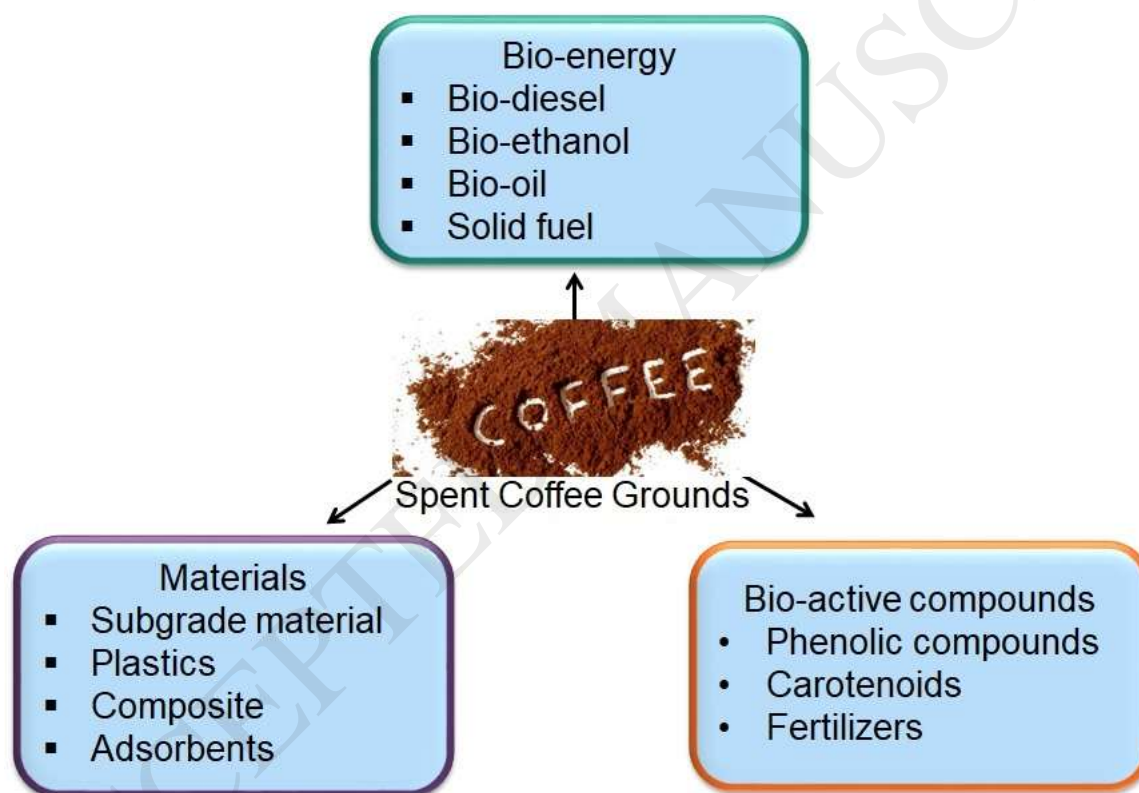 Bio-energy
▪ Bio-diesel
▪ Bio-ethanol
▪ Bio-oil
▪ Solid fuel
COFFEE
Spent Coffee Grounds
Materials
▪ Subgrade material
▪ Plastics
▪ Composite
▪ Adsorbents
Bio-active compounds
• Phenolic compounds
• Carotenoids
• Fertilizers